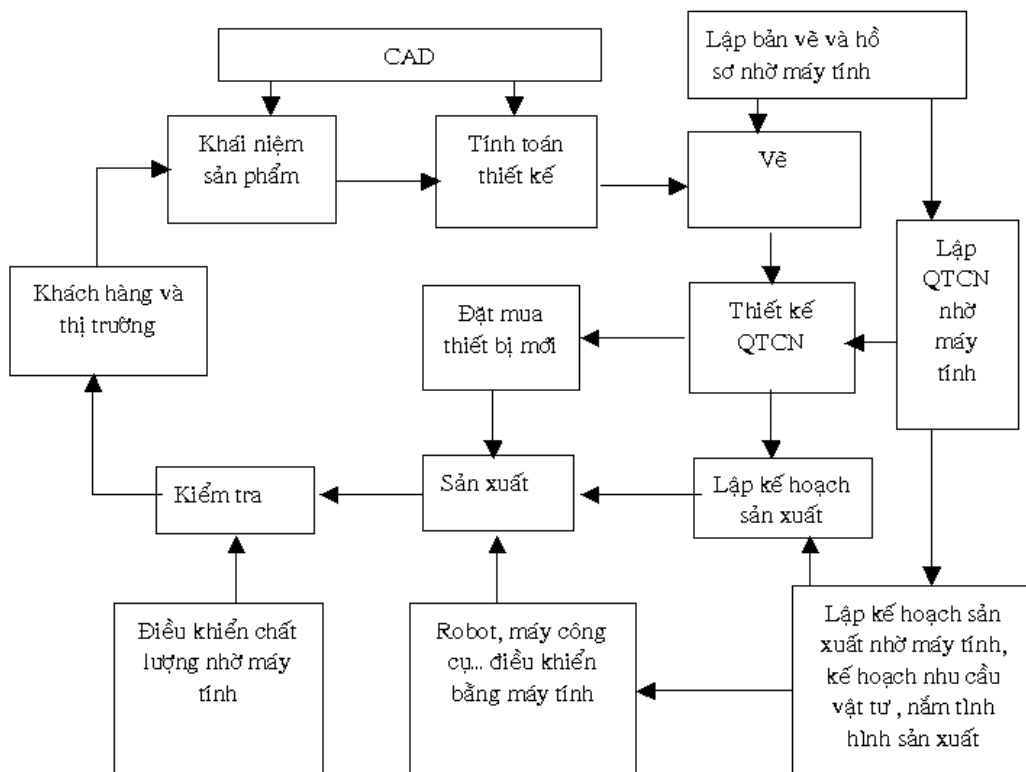 CAD
Lập bản vẽ và hồ
sơ nhờ máy tính
Khái niệm
sản phẩm
Tính toán
thiết kế
Vẽ
Khách hàng và
thị trường
Đặt mua
thiết bị mới
Thiết kế
QTCN
Lập
QTCN
nhờ
máy
tính
Kiểm tra
Sản xuất
Lập kế hoạch
sản xuất
Điều khiển chất
lượng nhờ máy
tính
Robot, máy công
cụ... điều khiển
bằng máy tính
Lập kế hoạch sản
xuất nhờ máy tính,
kế hoạch nhu cầu
vật tư , nắm tình
hình sản xuất